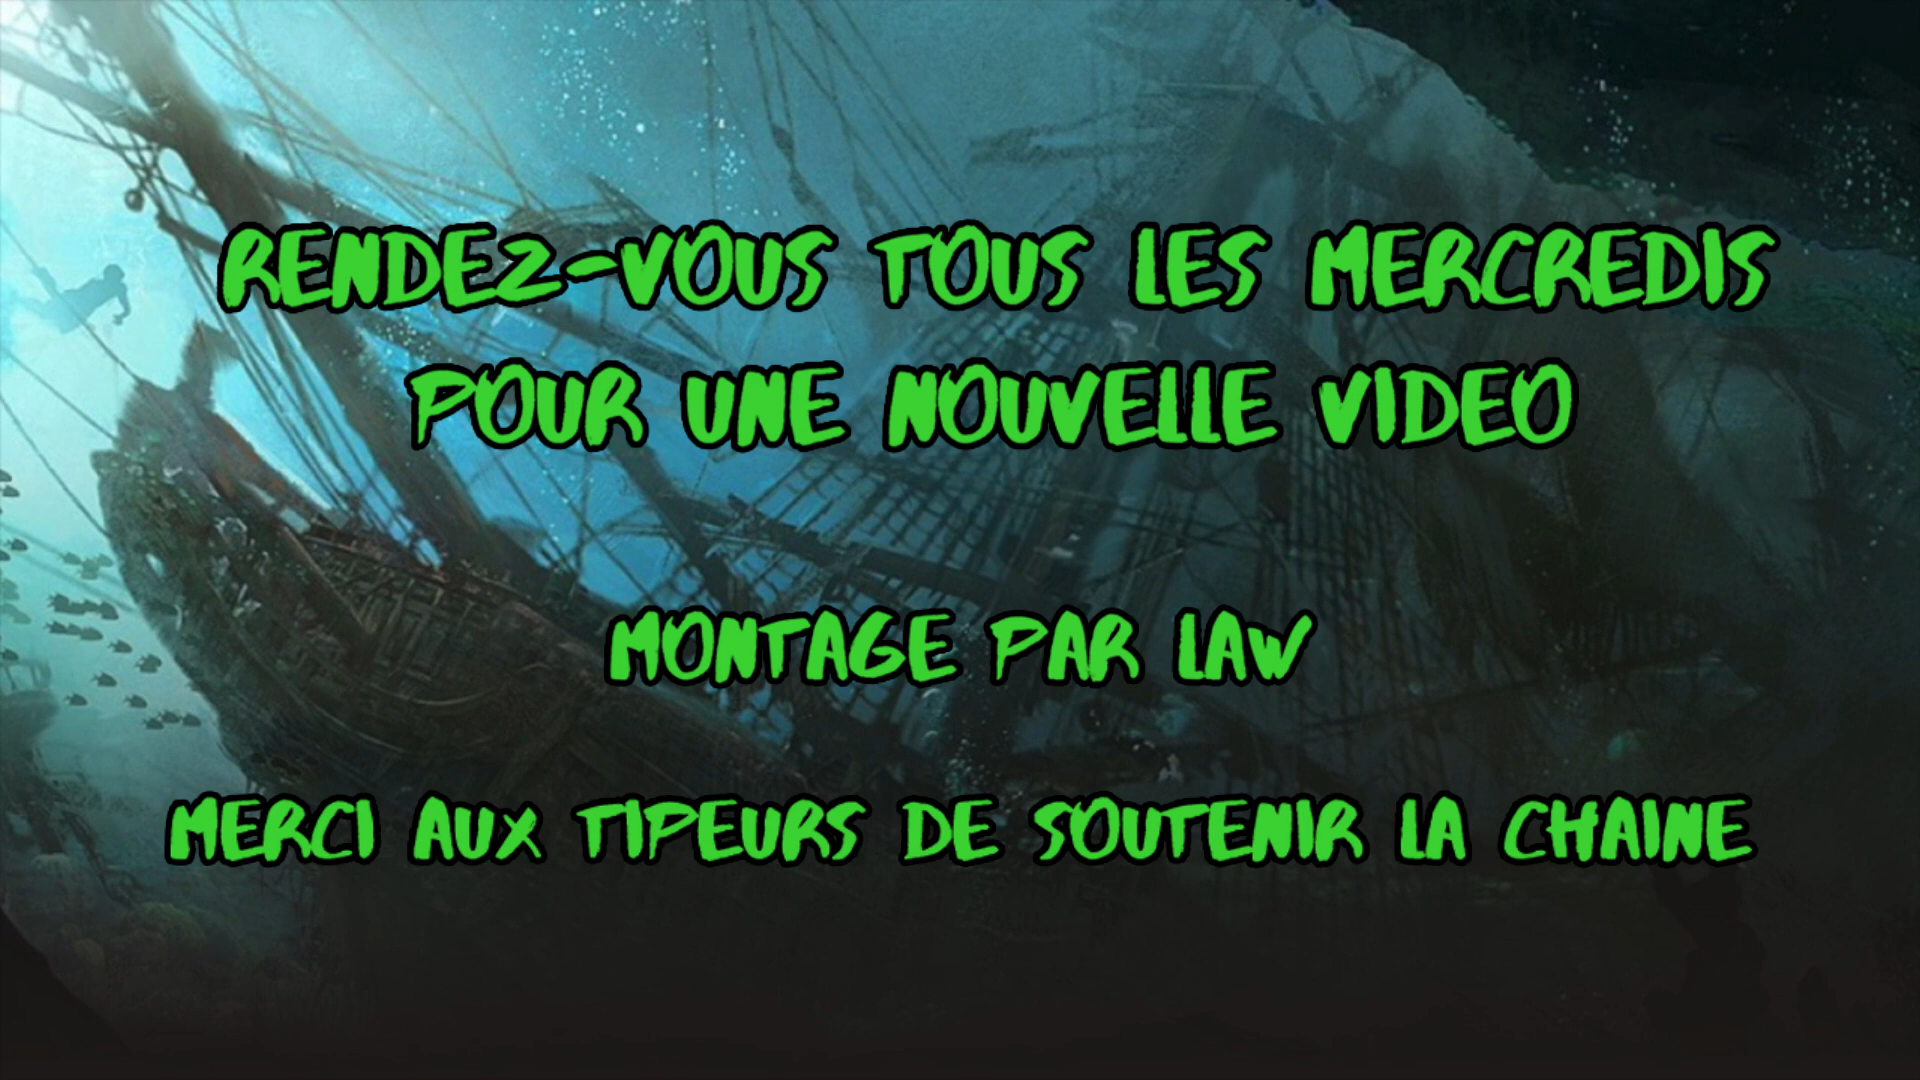 RENDEZ-VOUS TOUS LES MERCREDIS
POUR UNE NOUVELLE VIDEO
MONTAGE PAR LAW
MERCI AUX TIPEURS DE SOUTENIR LA CHAINE